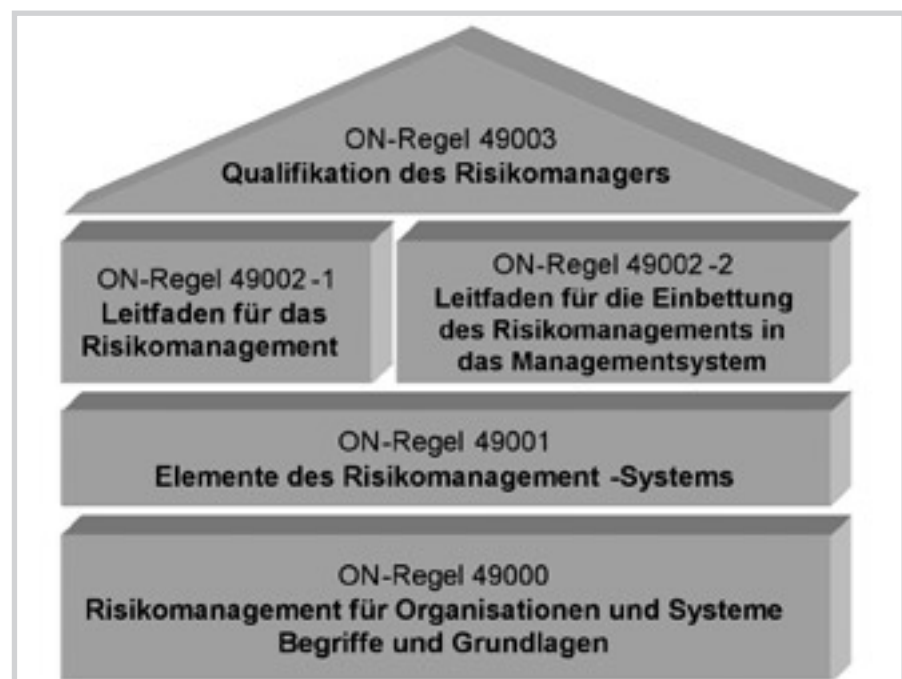 ON-Regel 49003
Qualifikation des Risikomanagers
ON-Regel 49002 -1
Leitfaden für das
Risikomanagement
ON-Regel 49002 -2
Leitfaden für die Einbettung
des Risikomanagements in
das Managementsystem
ON-Regel 49001
Elemente des Risikomanagement -Systems
ON-Regel 49000
Risikomanagement für Organisationen und Systeme
Begriffe und Grundlagen